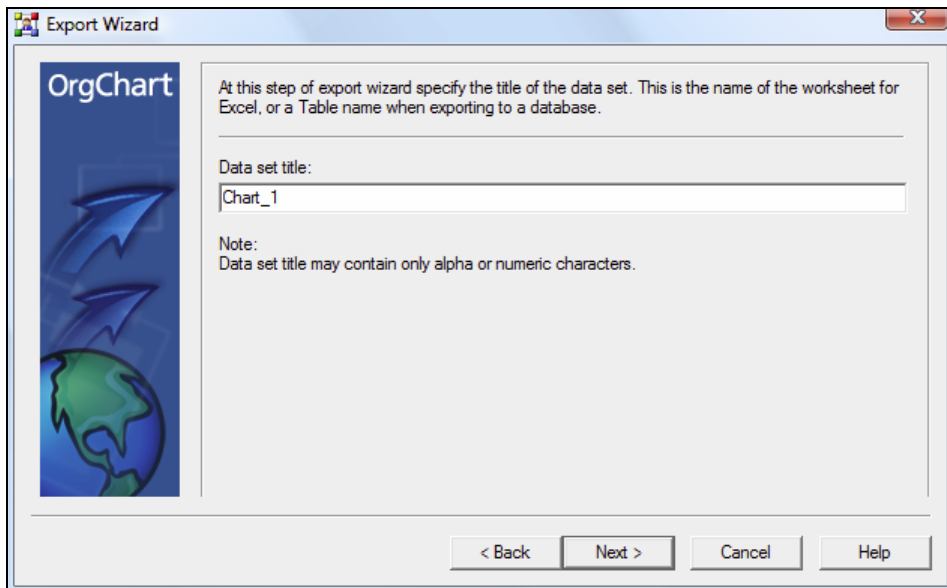 Export Wizard
OrgChart
At this step of export wizard specify the title of the data set. This is the name of the worksheet for
Excel, or a Table name when exporting to a database.
Data set title:
Chart_1
Note:
Data set title may contain only alpha or numeric characters.
< Back
Next >
Cancel
Help